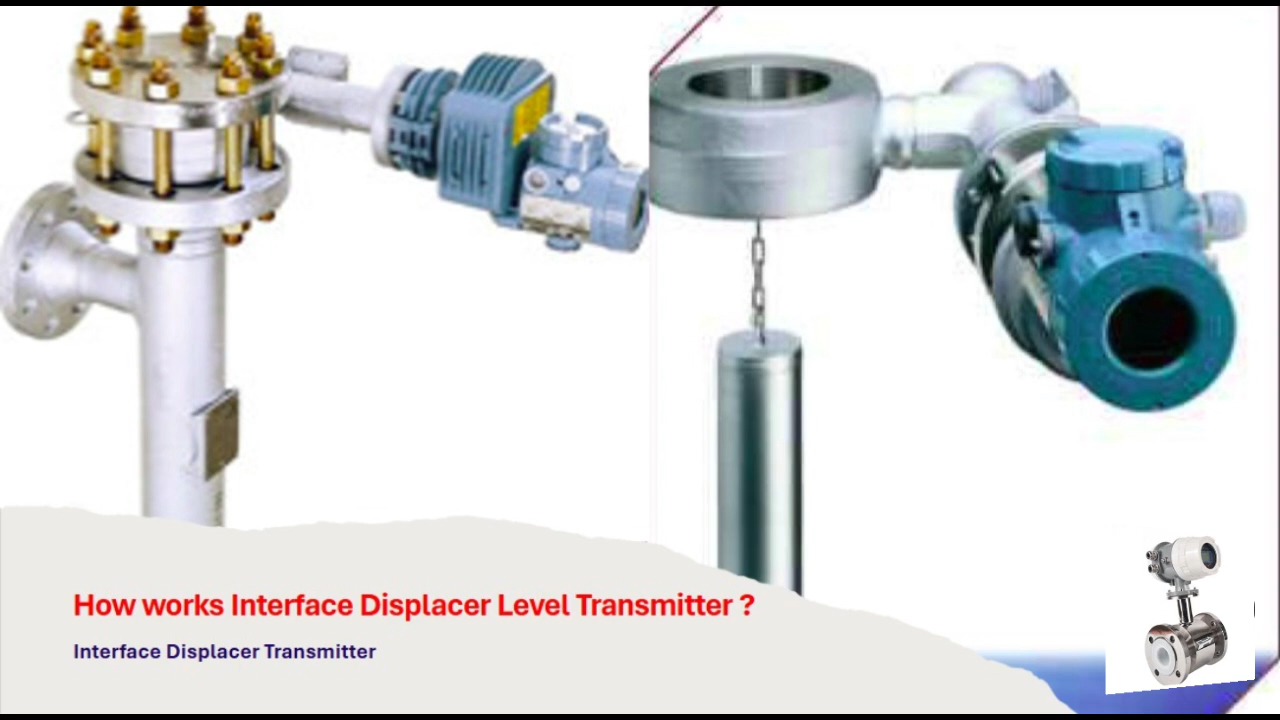 How works Interface Displacer Level Transmitter ?
Interface Displacer Transmitter